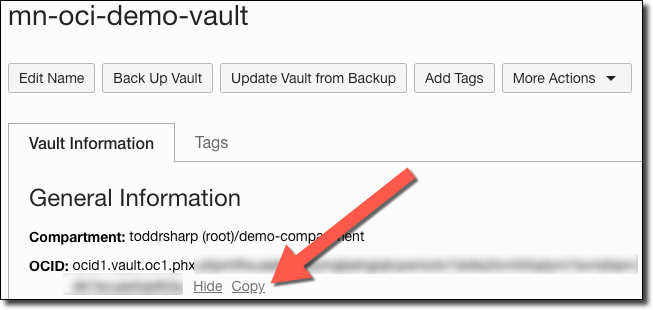 mn-oci-demo-vault
Edit Name Back Up Vault Update Vault from Backup Add Tags More Actions
Vault Information Tags
General Information
Compartment: toddrsharp (root)/demo-compartment
OCID: ocid1.vault.oc1.phx
Hide Copy